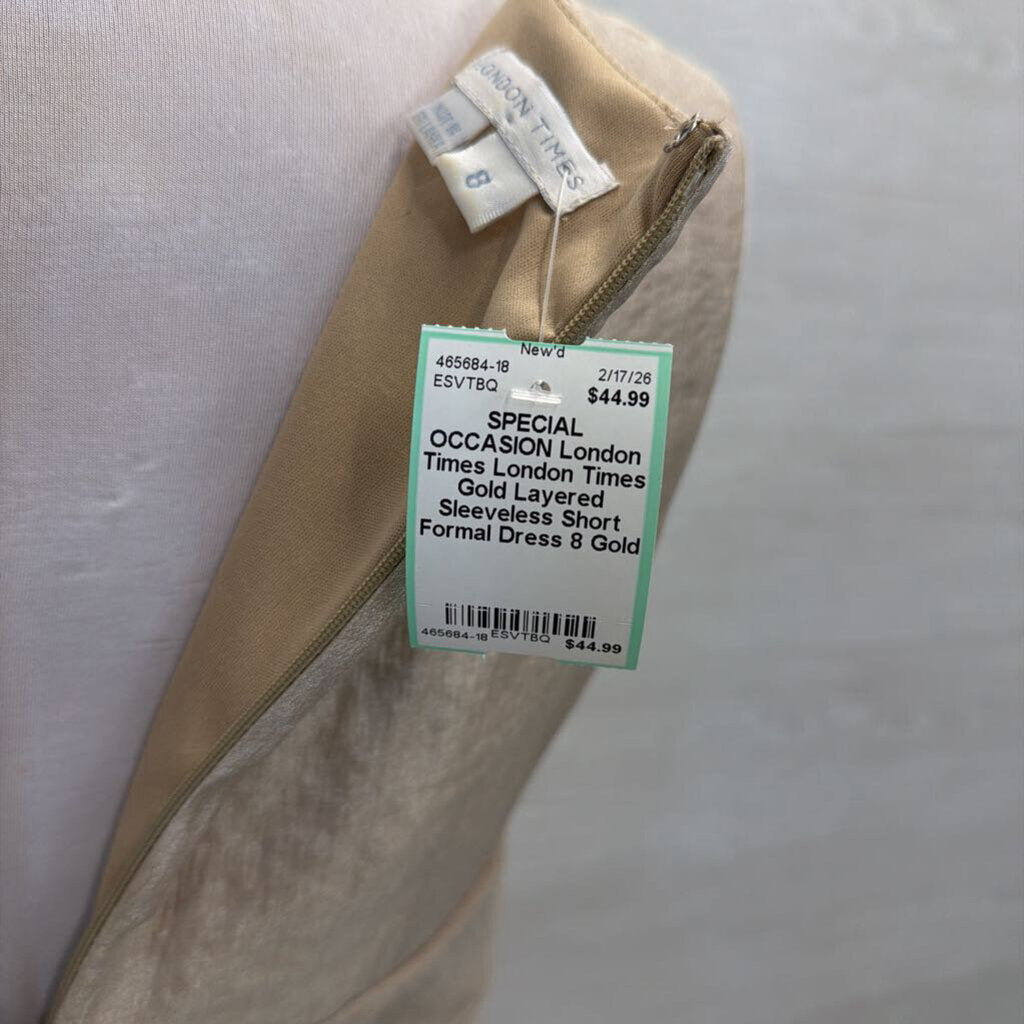 LONDON TIMES
8
New'd
465684-18
2/17/26
ESVTBQ
$44.99
SPECIAL
OCCASION London
Times London Times
Gold Layered
Sleeveless Short
Formal Dress 8 Gold
465684-18 ESVTBQ $44.99